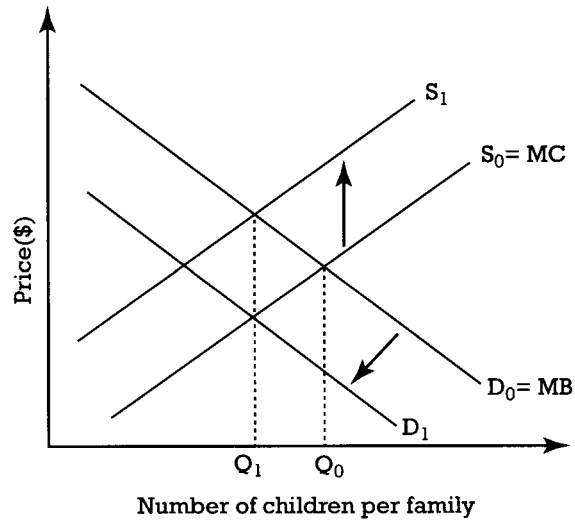 S₁
S₀= MC
Price($)
D₀= MB
D₁
Q₁ Q₀
Number of children per family